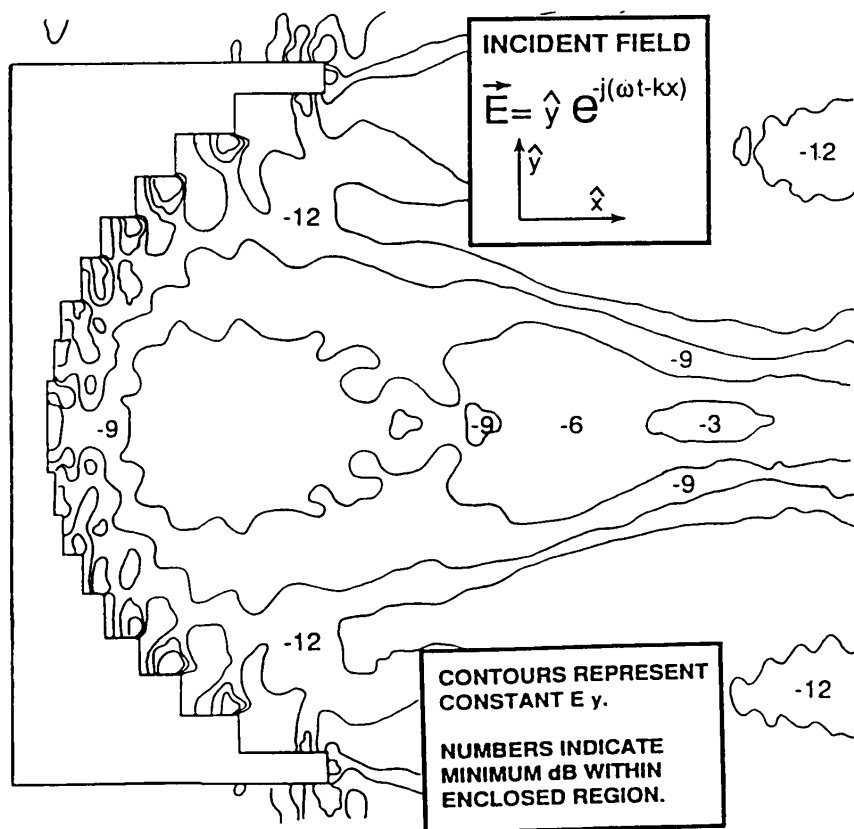 INCIDENT FIELD
E = ŷ e^-j(ωt-kx)
ŷ
x̂
-12
-12
-9
-9
-9
-6
-3
-9
-12
-12
CONTOURS REPRESENT
CONSTANT E y.
NUMBERS INDICATE
MINIMUM dB WITHIN
ENCLOSED REGION.